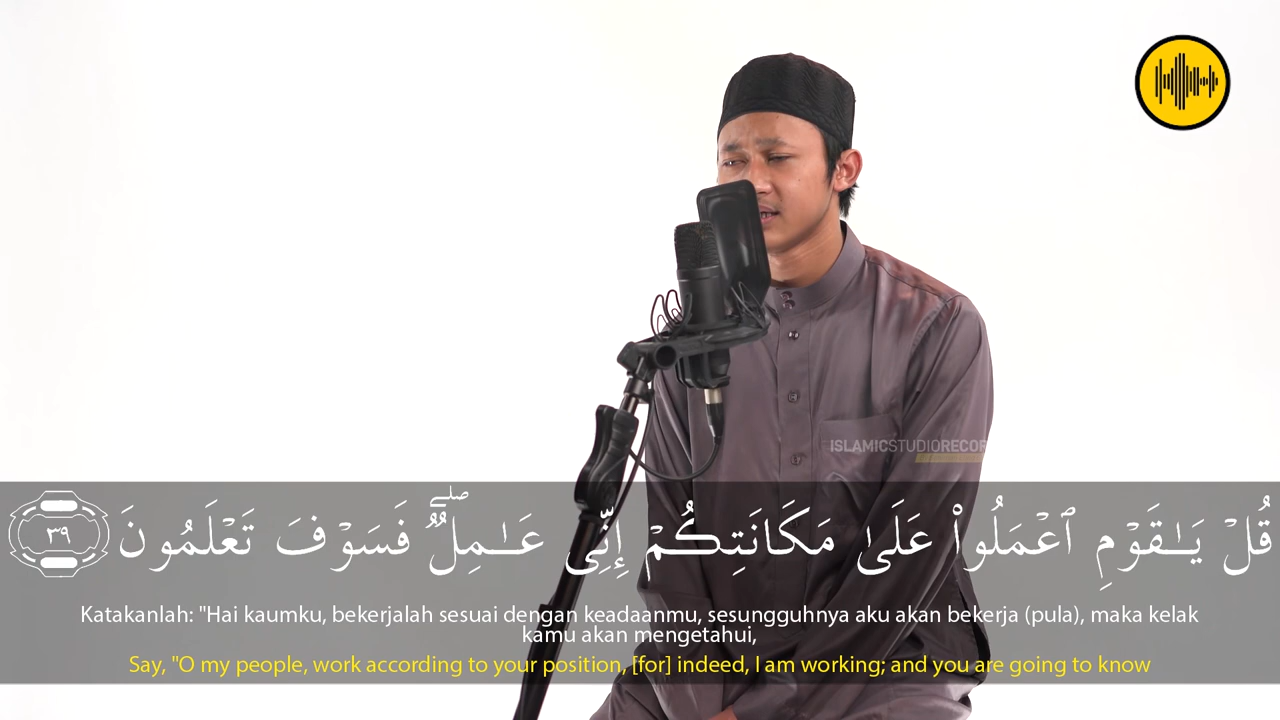 ISLAMICSTUDIORECOR
قُلْ يَـٰقَوْمِ ٱعْمَلُوا۟ عَلَىٰ مَكَانَتِكُمْ إِنِّى عَـٰمِلٌ ۖ فَسَوْفَ تَعْلَمُونَ ٣٩
Katakanlah: "Hai kaumku, bekerjalah sesuai dengan keadaanmu, sesungguhnya aku akan bekerja (pula), maka kelak
kamu akan mengetahui,
Say, "O my people, work according to your position, [for] indeed, I am working; and you are going to know